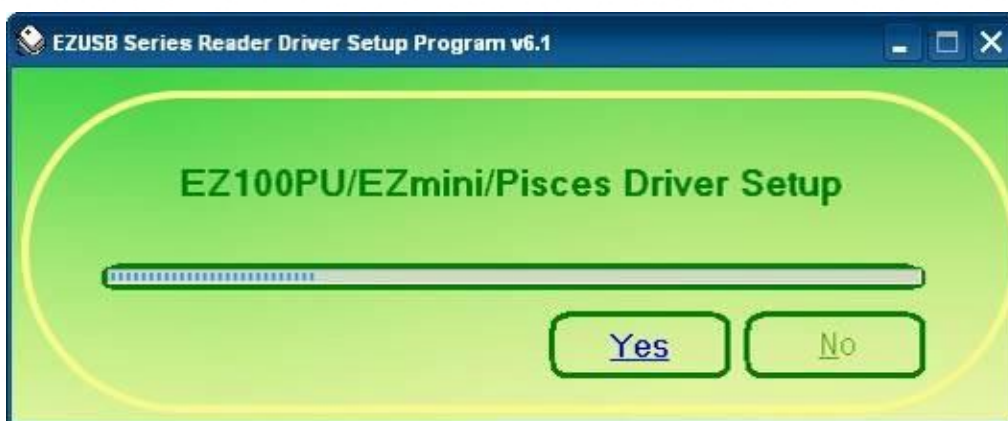 EZUSB Series Reader Driver Setup Program v6.1
EZ100PU/EZmini/Pisces Driver Setup
Yes No